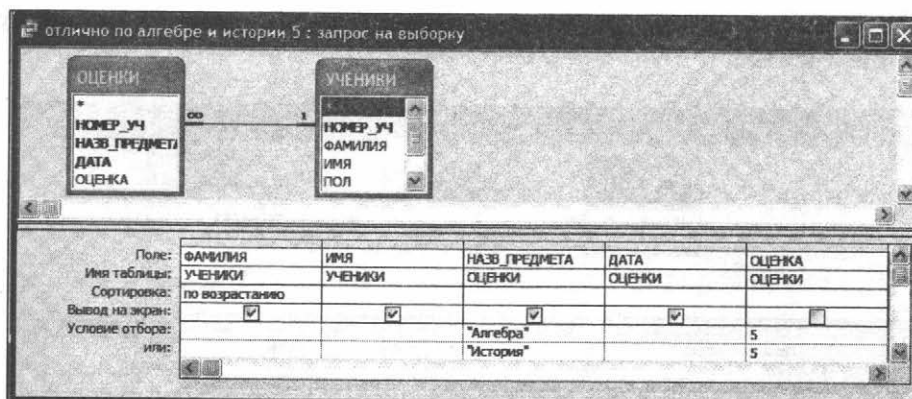 отлично по алгебре и истории 5 : запрос на выборку
ОЦЕНКИ
*
НОМЕР_УЧ
НАЗВ_ПРЕДМЕТА
ДАТА
ОЦЕНКА
∞ 1
УЧЕНИКИ
НОМЕР_УЧ
ФАМИЛИЯ
ИМЯ
ПОЛ
Поле: ФАМИЛИЯ ИМЯ НАЗВ_ПРЕДМЕТА ДАТА ОЦЕНКА
Имя таблицы: УЧЕНИКИ УЧЕНИКИ ОЦЕНКИ ОЦЕНКИ ОЦЕНКИ
Сортировка: по возрастанию
Вывод на экран:
Условие отбора: "Алгебра" 5
или: "История" 5